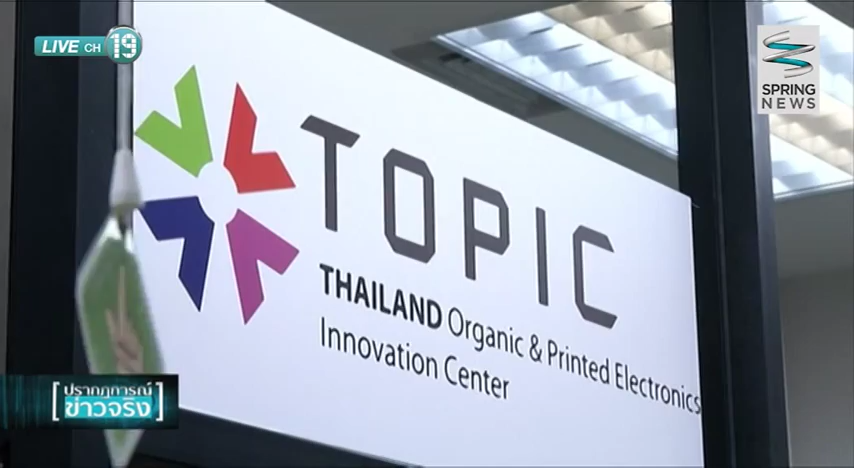 LIVE CH 19
SPRING
NEWS
TOPIC
THAILAND Organic & Printed Electronics
Innovation Center
[ปรากฏการณ์
ข่าวจริง]